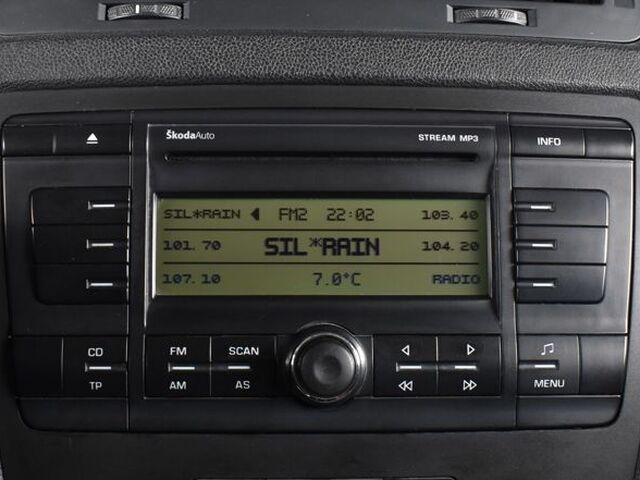 ŠkodaAuto STREAM MP3 INFO
SIL*RAIN FM2 22:02 103.40
101.70 SIL*RAIN 104.20
107.10 7.0°C RADIO
CD FM SCAN
TP AM AS MENU